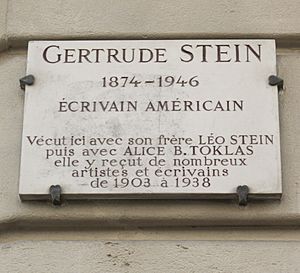 GERTRUDE STEIN
1874-1946
ÉCRIVAIN AMÉRICAIN
Vécut ici avec son frère LÉO STEIN
puis avec ALICE B. TOKLAS
elle y reçut de nombreux
artistes et écrivains
de 1903 à 1938